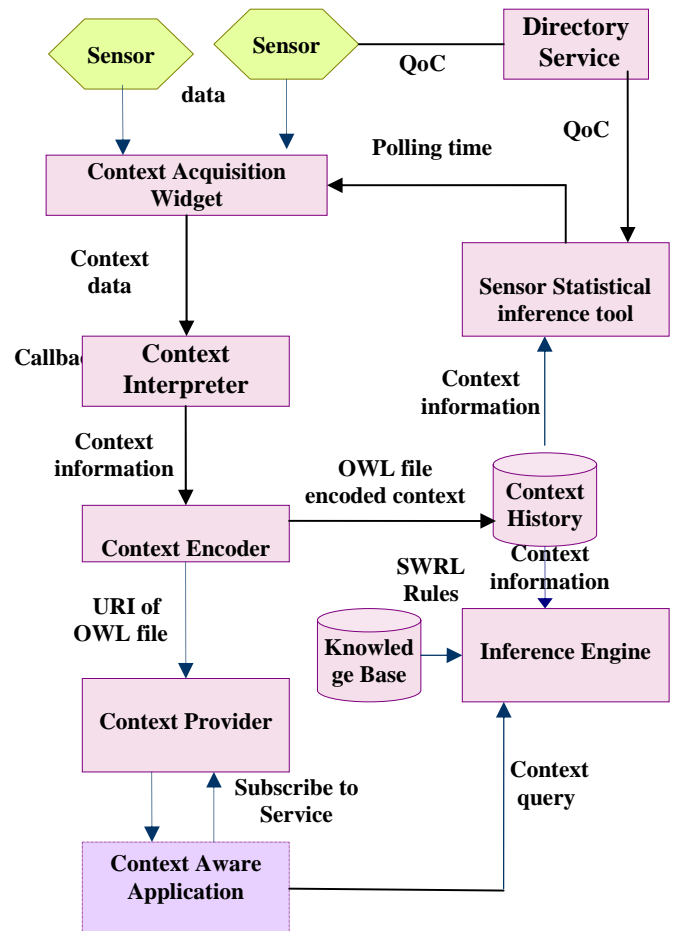 Sensor
Sensor
Directory
Service
QoC
data
QoC
Polling time
Context Acquisition
Widget
Context
data
Sensor Statistical
inference tool
Callba
Context
Interpreter
Context
information
Context
information
OWL file
encoded context
Context
History
Context Encoder
Context
information
SWRL
Rules
URI of
OWL file
Knowled
ge Base
Inference Engine
Context Provider
Subscribe to
Service
Context
query
Context Aware
Application